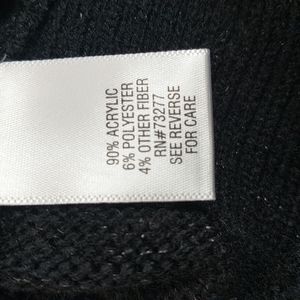 90% ACRYLIC
6% POLYESTER
4% OTHER FIBER
RN#73277
SEE REVERSE
FOR CARE